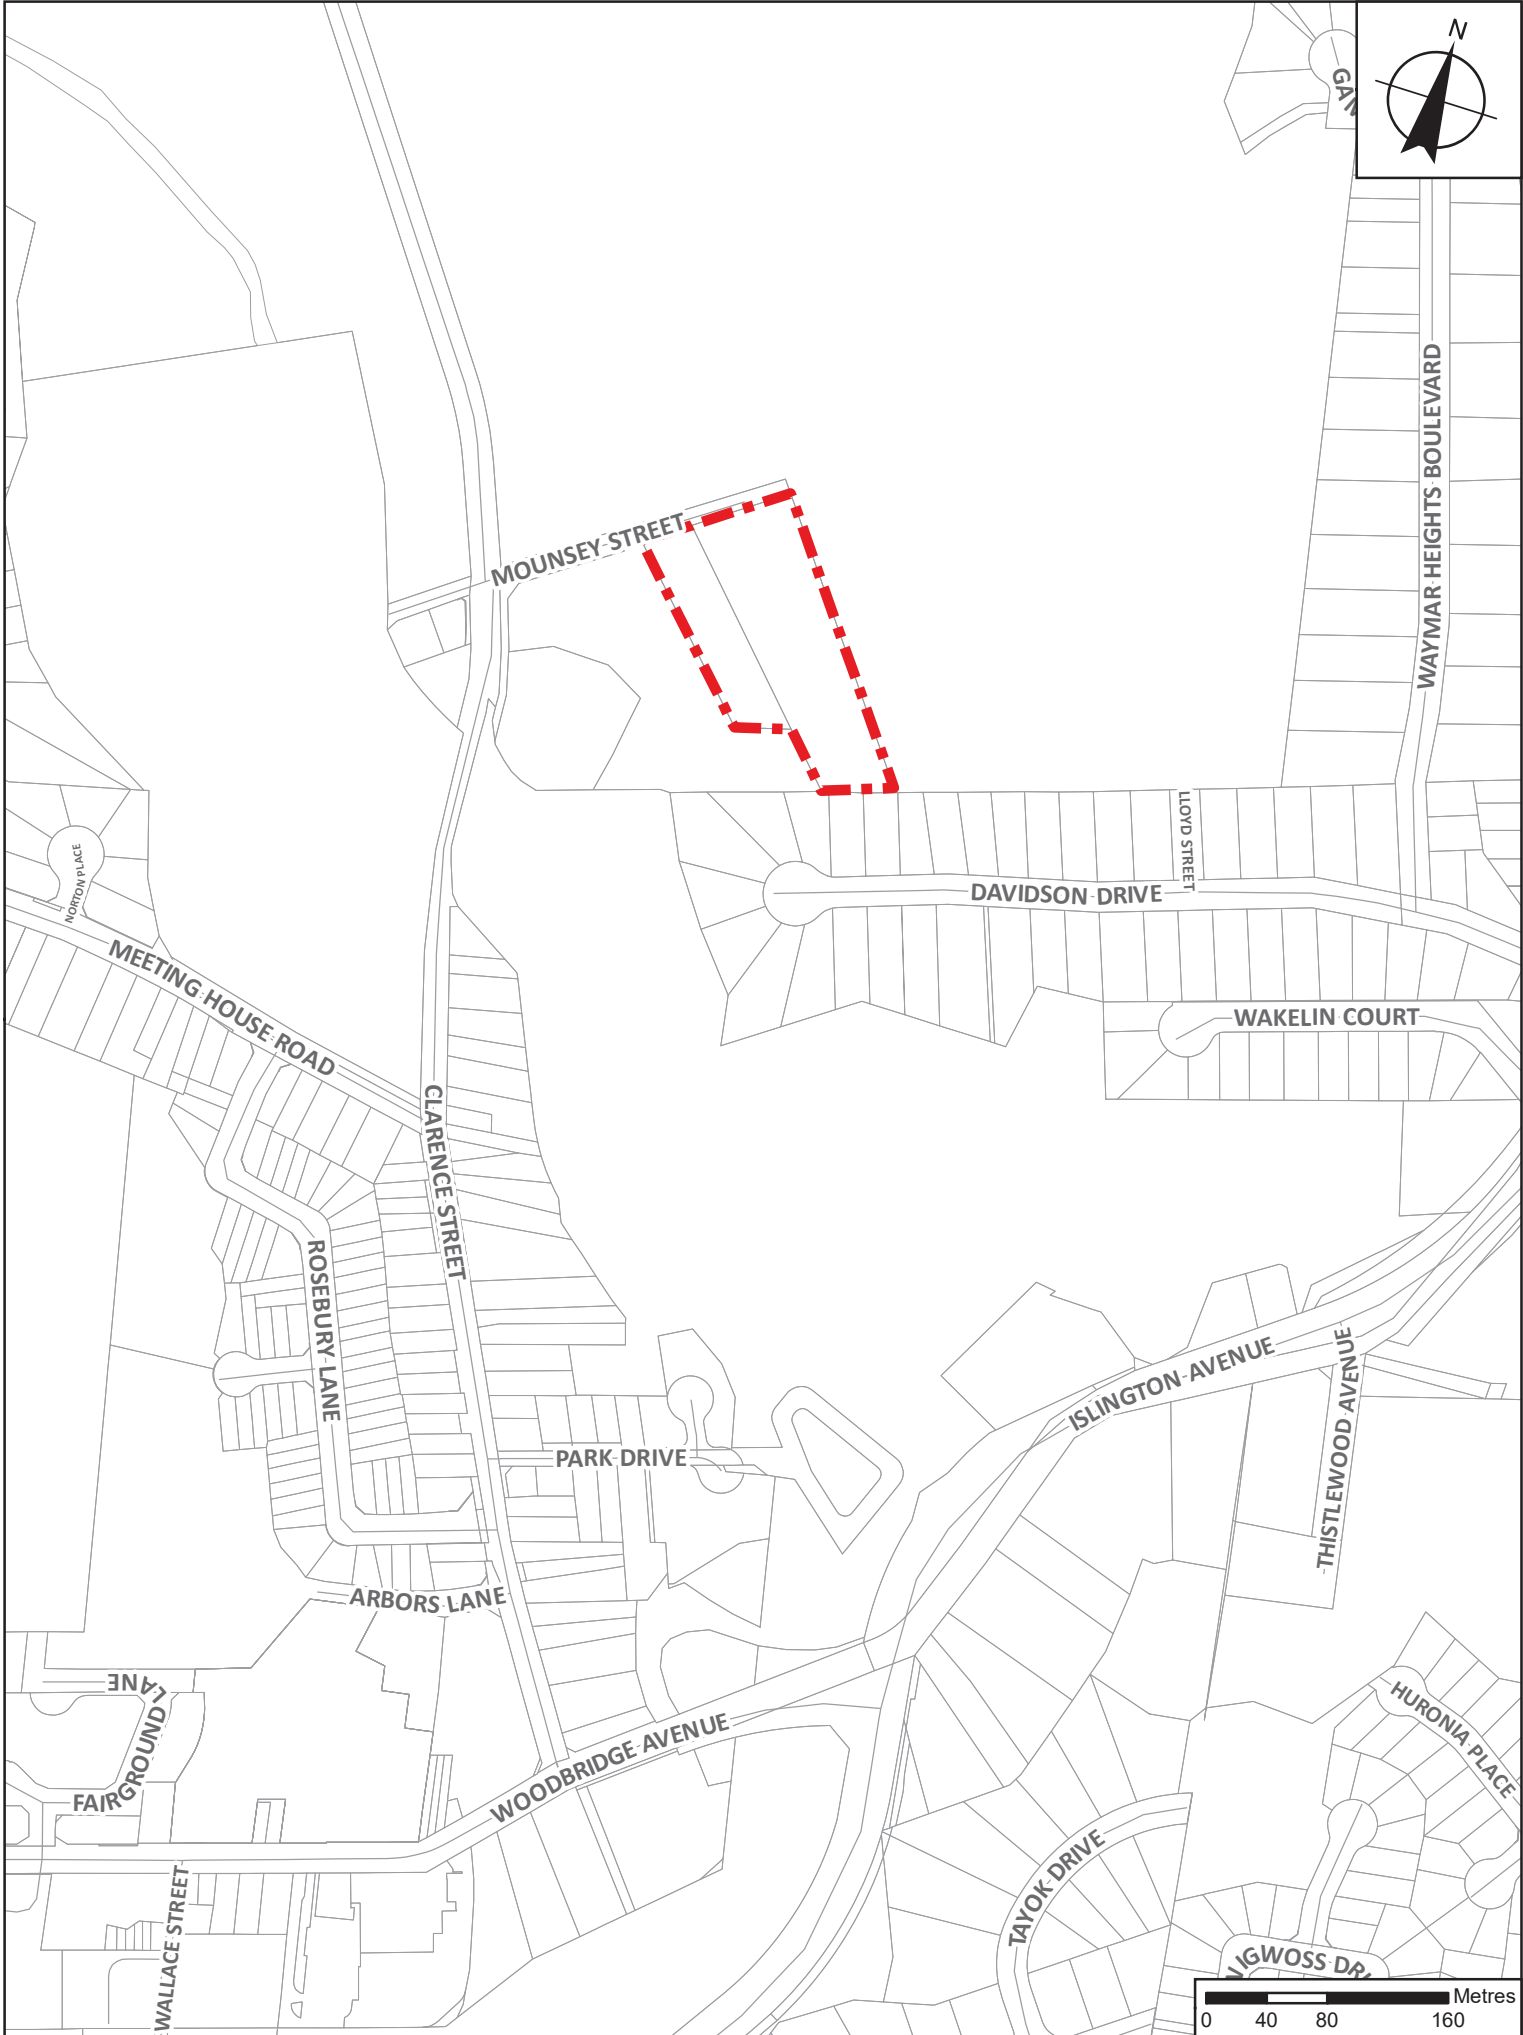 N
WAYMAR HEIGHTS BOULEVARD
MOUNSEY STREET
LLOYD STREET
NORTON PLACE
DAVIDSON DRIVE
MEETING HOUSE ROAD
WAKELIN COURT
CLARENCE STREET
ROSEBURY LANE
ISLINGTON AVENUE
THISTLEWOOD AVENUE
PARK DRIVE
ARBORS LANE
FAIRGROUND LANE
HURONIA PLACE
WOODBRIDGE AVENUE
TAYOK DRIVE
WALLACE STREET
Metres
0 40 80 160